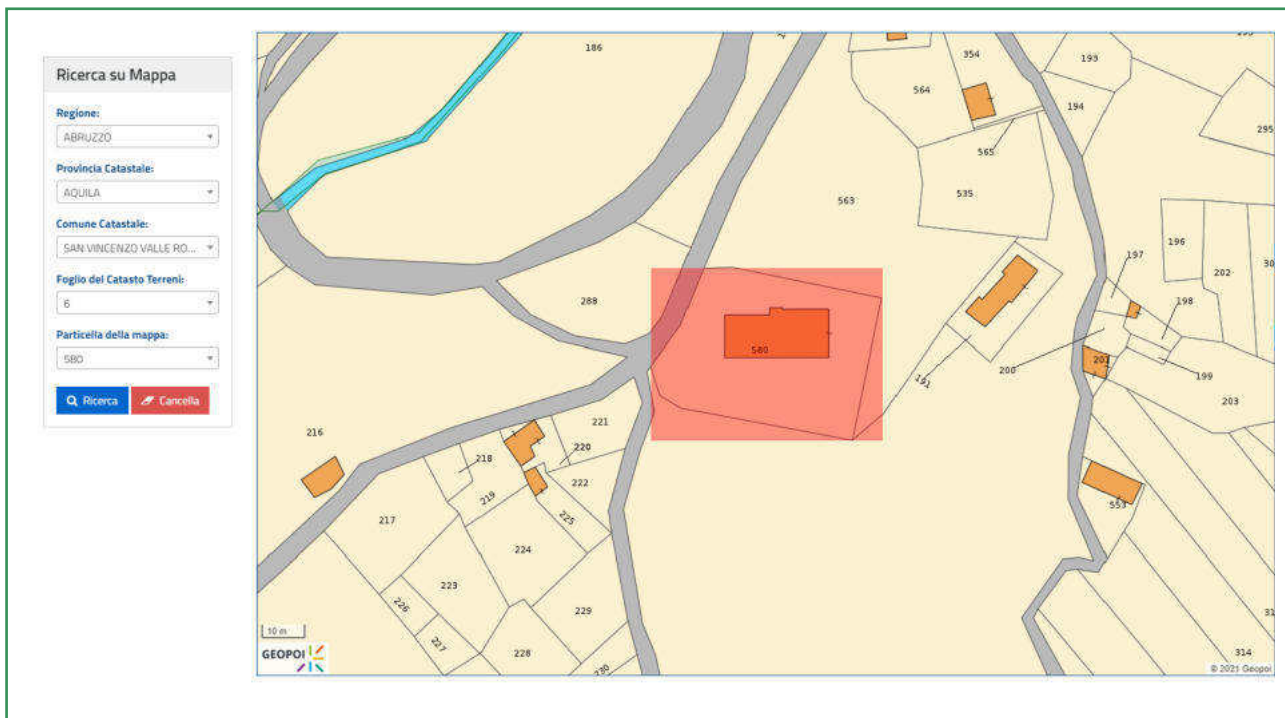 Ricerca su Mappa
Regione:
ABRUZZO
Provincia Catastale:
AQUILA
Comune Catastale:
SAN VINCENZO VALLE RO...
Foglio del Catasto Terreni:
6
Particella della mappa:
580
Ricerca
Cancella
186
354
193
564
194
295
565
535
563
196
197
202
198
288
580
191
200
201
199
203
216
221
220
218
222
219
225
217
224
553
223
226
229
227
228
230
314
10 m
GEOPOI
© 2021 Geopoi